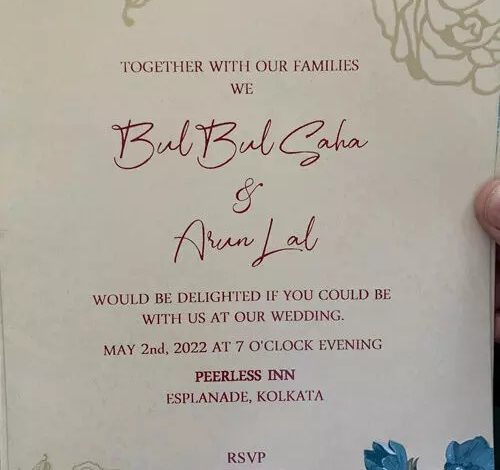 TOGETHER WITH OUR FAMILIES
WE
Bul Bul Saha
&
Arun Lal
WOULD BE DELIGHTED IF YOU COULD BE
WITH US AT OUR WEDDING.
MAY 2nd, 2022 AT 7 O'CLOCK EVENING
PEERLESS INN
ESPLANADE, KOLKATA
RSVP